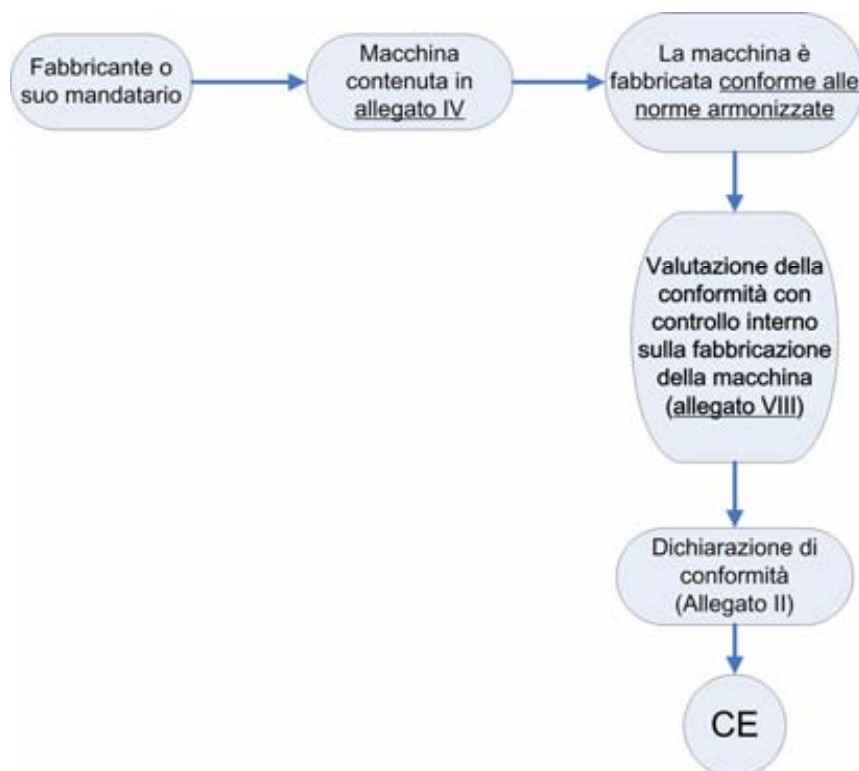 Fabbricante o
suo mandatario
Macchina
contenuta in
allegato IV
La macchina è
fabbricata conforme alle
norme armonizzate
Valutazione della
conformità con
controllo interno
sulla fabbricazione
della macchina
(allegato VIII)
Dichiarazione di
conformità
(Allegato II)
CE